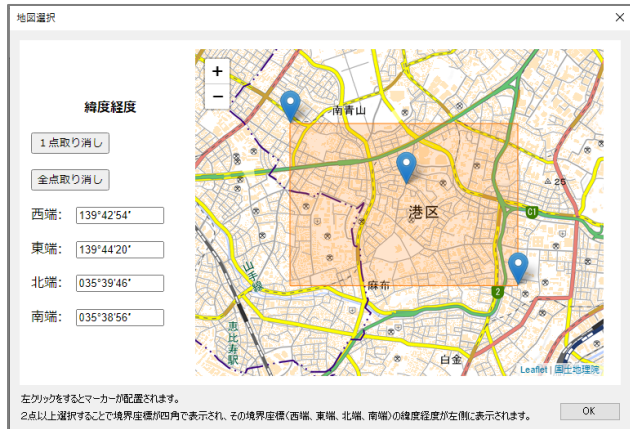 地図選択
×
緯度経度
1点取り消し
全点取り消し
西端: 139°42'54"
東端: 139°44'20"
北端: 035°39'46"
南端: 035°38'56"
+
−
南青山
25
港区
C1
麻布
2
山手線
恵比寿駅
白金
Leaflet | 国土地理院
左クリックをするとマーカーが配置されます。
2点以上選択することで境界座標が四角で表示され、その境界座標(西端、東端、北端、南端)の緯度経度が左側に表示されます。
OK